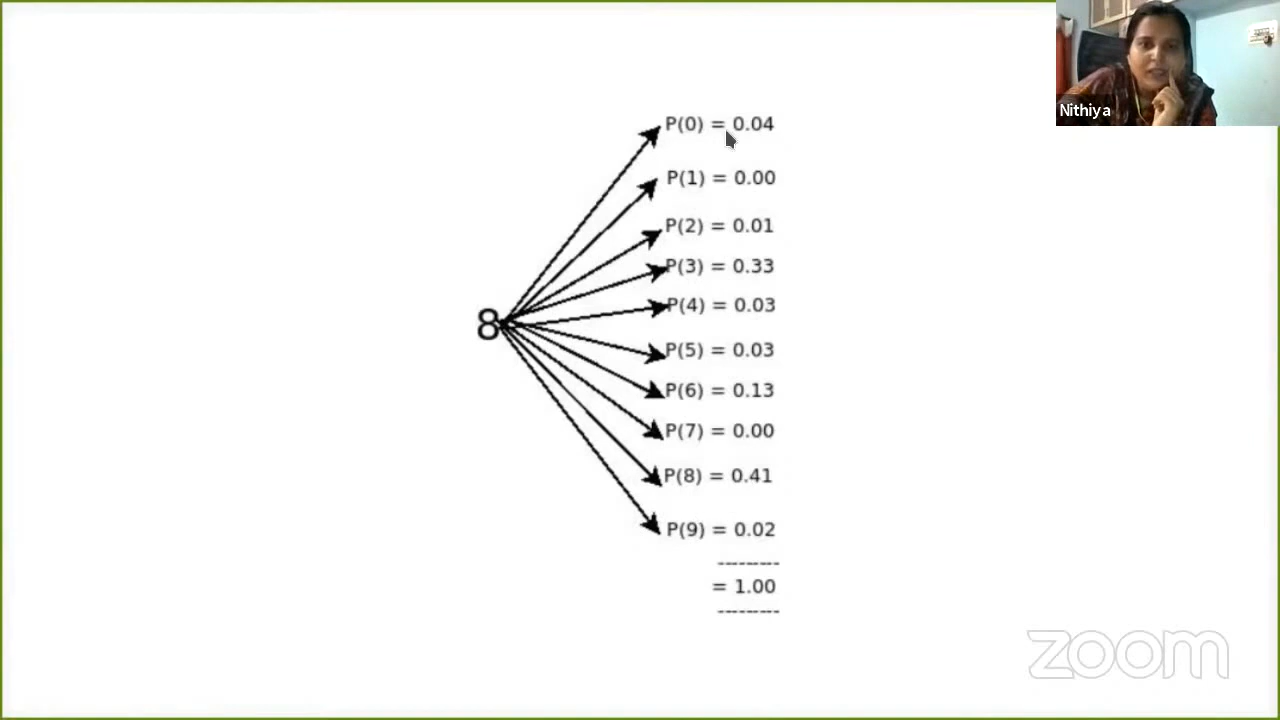 Nithiya
P(0) = 0.04
P(1) = 0.00
P(2) = 0.01
P(3) = 0.33
P(4) = 0.03
8
P(5) = 0.03
P(6) = 0.13
P(7) = 0.00
P(8) = 0.41
P(9) = 0.02
---------
= 1.00
---------
zoom